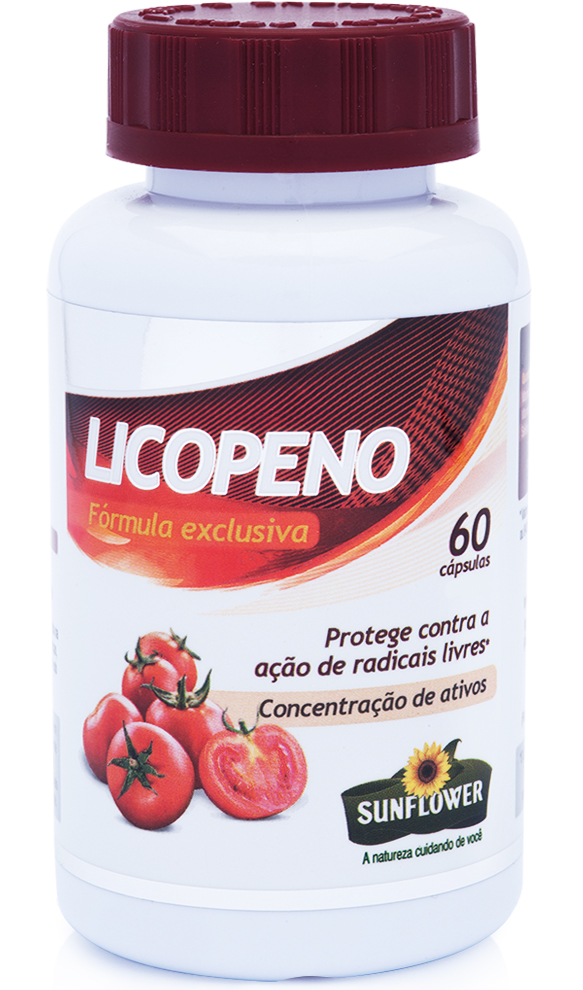 LICOPENO
Fórmula exclusiva
60
cápsulas
Protege contra a
ação de radicais livres*
Concentração de ativos
SUNFLOWER
A natureza cuidando de você